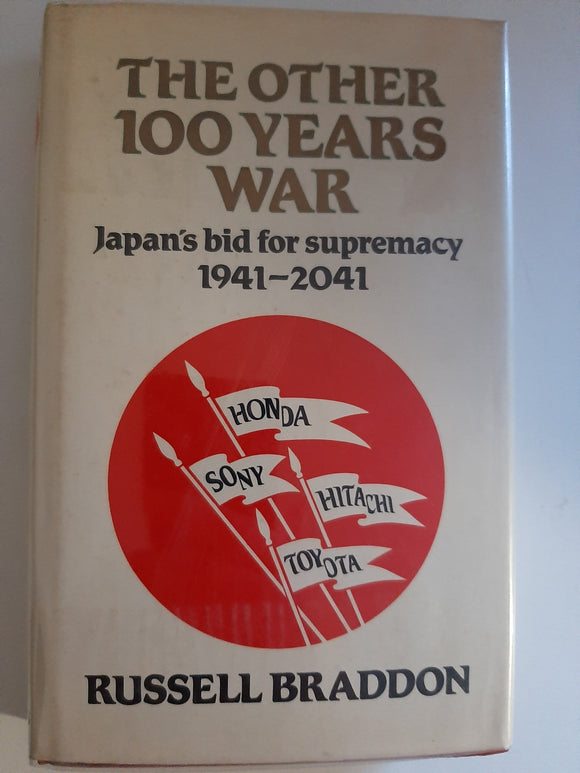 THE OTHER
100 YEARS
WAR
Japan's bid for supremacy
1941–2041
HONDA
SONY
HITACHI
TOYOTA
RUSSELL BRADDON